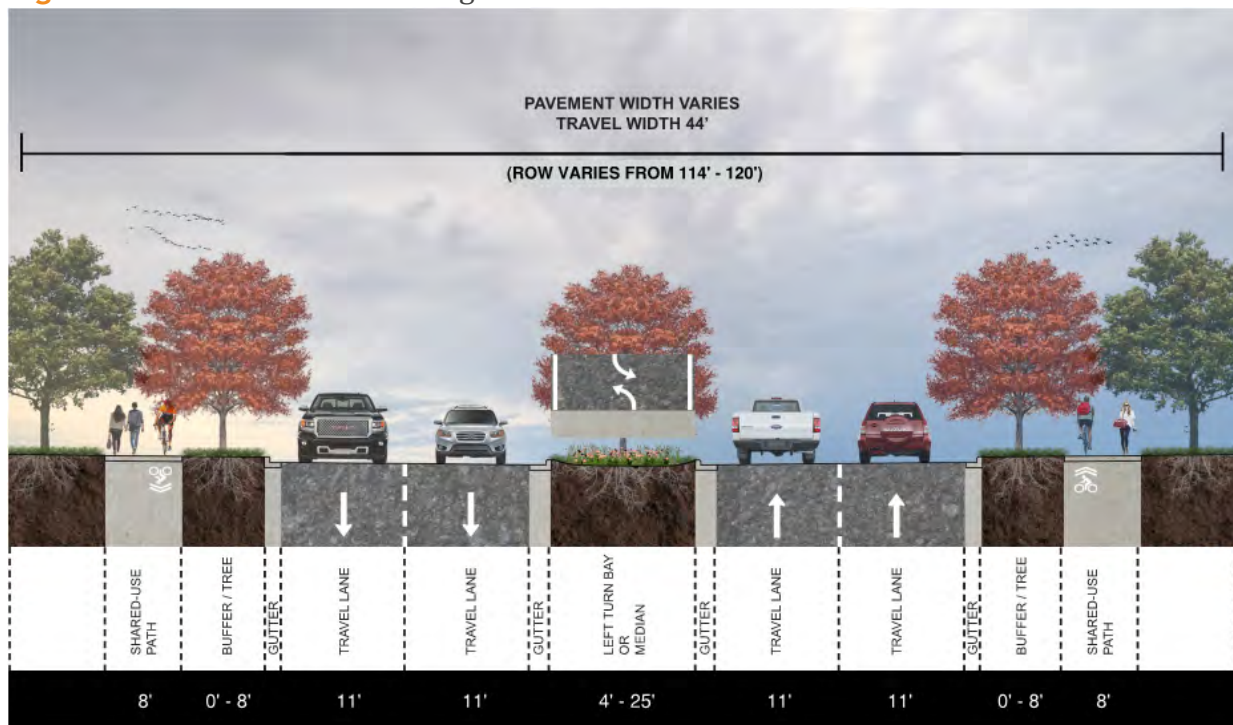 PAVEMENT WIDTH VARIES
TRAVEL WIDTH 44'
(ROW VARIES FROM 114' - 120')
SHARED-USE
PATH
BUFFER / TREE
GUTTER
TRAVEL LANE
TRAVEL LANE
GUTTER
LEFT TURN BAY
OR
MEDIAN
GUTTER
TRAVEL LANE
TRAVEL LANE
GUTTER
BUFFER / TREE
SHARED-USE
PATH
8' 0' - 8' 11' 11' 4' - 25' 11' 11' 0' - 8' 8'